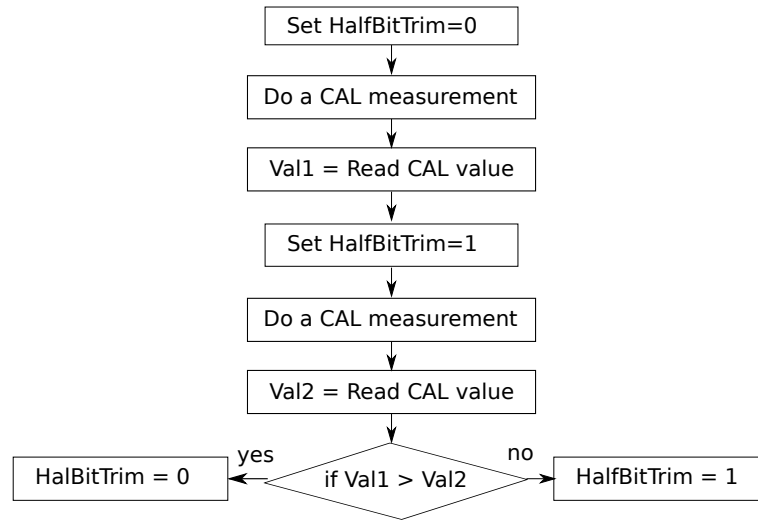 Set HalfBitTrim=0
Do a CAL measurement
Val1 = Read CAL value
Set HalfBitTrim=1
Do a CAL measurement
Val2 = Read CAL value
yes
no
HalBitTrim = 0
if Val1 > Val2
HalfBitTrim = 1